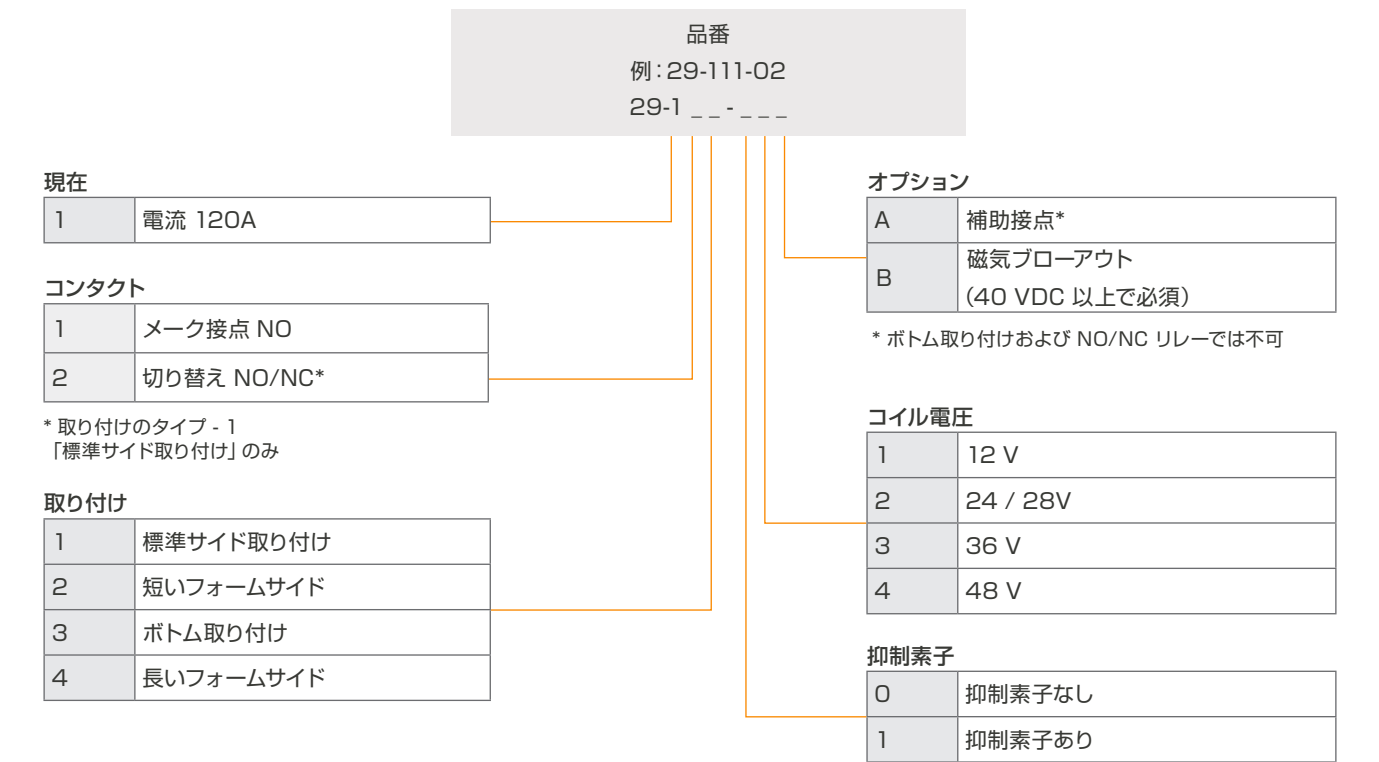 品番
例：29-111-02
29-1 _ _ - _ _ _
現在
1 電流 120A
コンタクト
1 メーク接点 NO
2 切り替え NO/NC*
* 取り付けのタイプ - 1
「標準サイド取り付け」のみ
取り付け
1 標準サイド取り付け
2 短いフォームサイド
3 ボトム取り付け
4 長いフォームサイド
オプション
A 補助接点*
B 磁気ブローアウト
（40 VDC 以上で必須）
* ボトム取り付けおよび NO/NC リレーでは不可
コイル電圧
1 12 V
2 24 / 28V
3 36 V
4 48 V
抑制素子
0 抑制素子なし
1 抑制素子あり